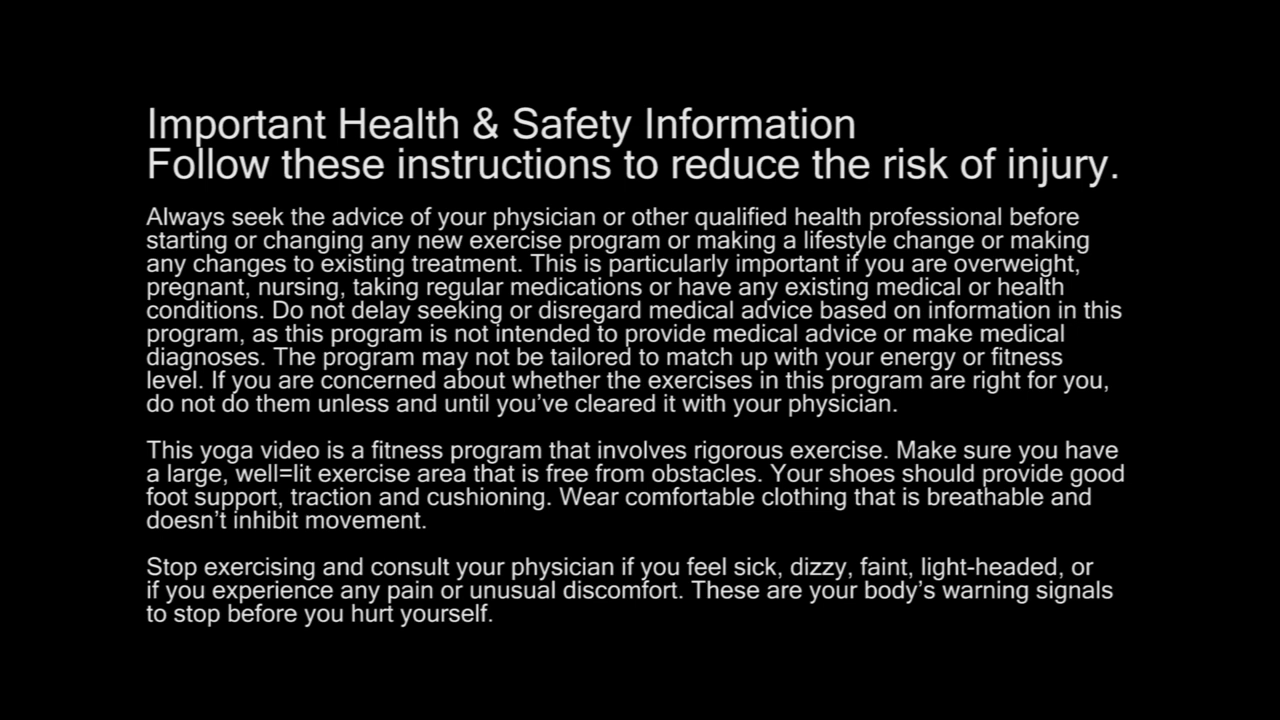 Important Health & Safety Information
Follow these instructions to reduce the risk of injury.
Always seek the advice of your physician or other qualified health professional before
starting or changing any new exercise program or making a lifestyle change or making
any changes to existing treatment. This is particularly important if you are overweight,
pregnant, nursing, taking regular medications or have any existing medical or health
conditions. Do not delay seeking or disregard medical advice based on information in this
program, as this program is not intended to provide medical advice or make medical
diagnoses. The program may not be tailored to match up with your energy or fitness
level. If you are concerned about whether the exercises in this program are right for you,
do not do them unless and until you’ve cleared it with your physician.
This yoga video is a fitness program that involves rigorous exercise. Make sure you have
a large, well=lit exercise area that is free from obstacles. Your shoes should provide good
foot support, traction and cushioning. Wear comfortable clothing that is breathable and
doesn’t inhibit movement.
Stop exercising and consult your physician if you feel sick, dizzy, faint, light-headed, or
if you experience any pain or unusual discomfort. These are your body’s warning signals
to stop before you hurt yourself.